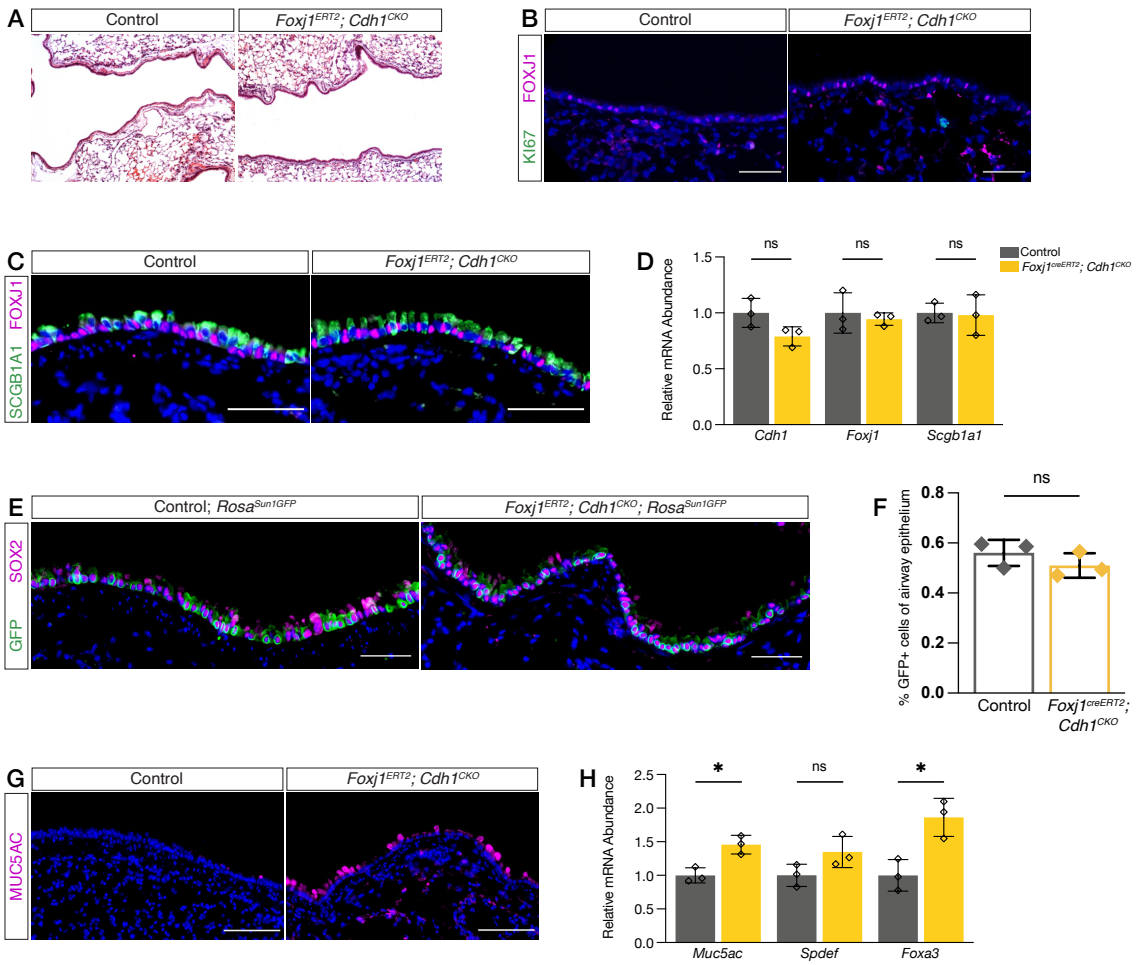 A
Control
Foxj1ERT2; Cdh1CKO
B
Control
Foxj1ERT2; Cdh1CKO
KI67 FOXJ1
C
Control
Foxj1ERT2; Cdh1CKO
SCGB1A1 FOXJ1
D
ns
ns
ns
Control
Foxj1creERT2; Cdh1CKO
Relative mRNA Abundance
1.5
1.0
0.5
0.0
Cdh1
Foxj1
Scgb1a1
E
Control; RosaSun1GFP
Foxj1ERT2; Cdh1CKO; RosaSun1GFP
GFP SOX2
F
ns
% GFP+ cells of airway epithelium
0.8
0.6
0.4
0.2
0.0
Control
Foxj1creERT2;
Cdh1CKO
G
Control
Foxj1ERT2; Cdh1CKO
MUC5AC
H
*
ns
*
Relative mRNA Abundance
2.5
2.0
1.5
1.0
0.5
0.0
Muc5ac
Spdef
Foxa3